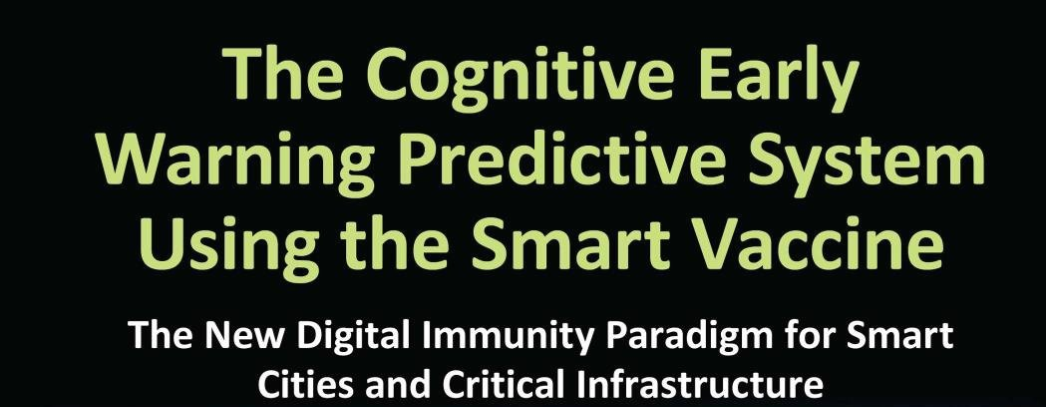 The Cognitive Early
Warning Predictive System
Using the Smart Vaccine
The New Digital Immunity Paradigm for Smart
Cities and Critical Infrastructure